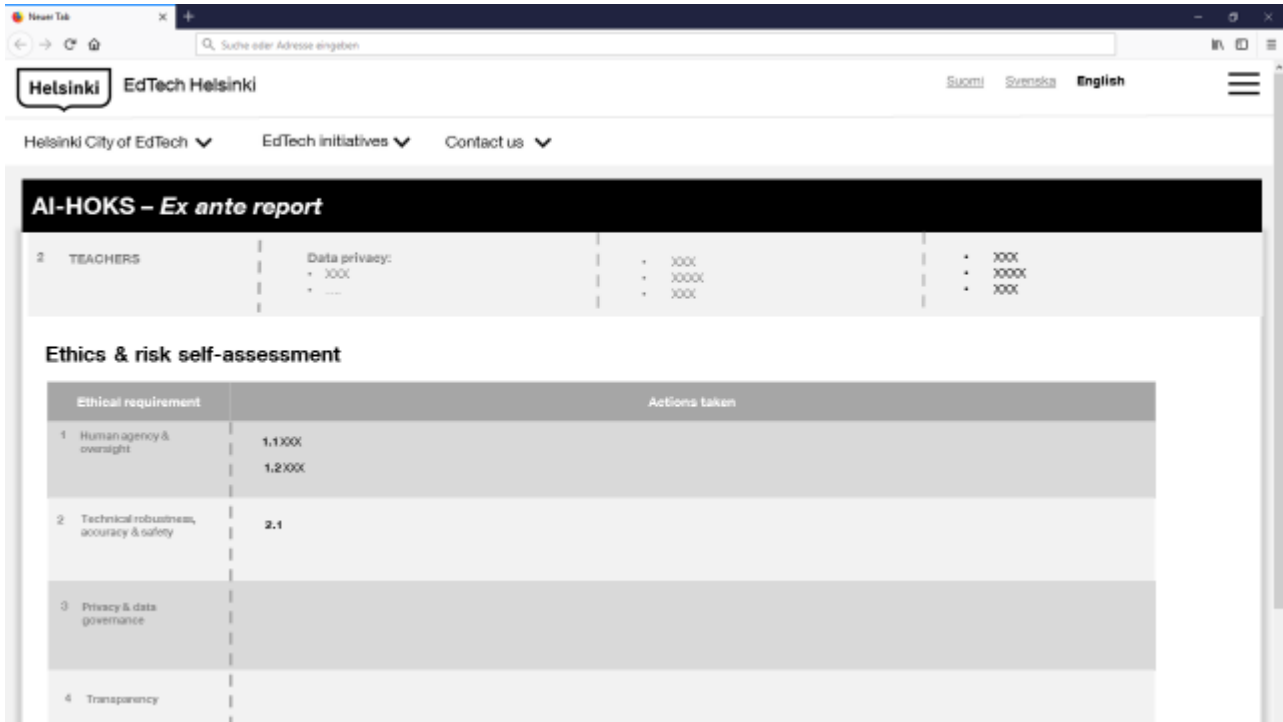 Neuer Tab
Suche oder Adresse eingeben
Helsinki
EdTech Helsinki
Suomi
Svenska
English
Helsinki City of EdTech
EdTech initiatives
Contact us
AI-HOKS – Ex ante report
2 TEACHERS
Data privacy:
• XXX
• .....
• XXX
• XXXX
• XXX
• XXX
• XXXX
• XXX
Ethics & risk self-assessment
Ethical requirement
Actions taken
1 Human agency &
oversight
1.1 XXX
1.2 XXX
2 Technical robustness,
accuracy & safety
2.1
3 Privacy & data
governance
4 Transparency